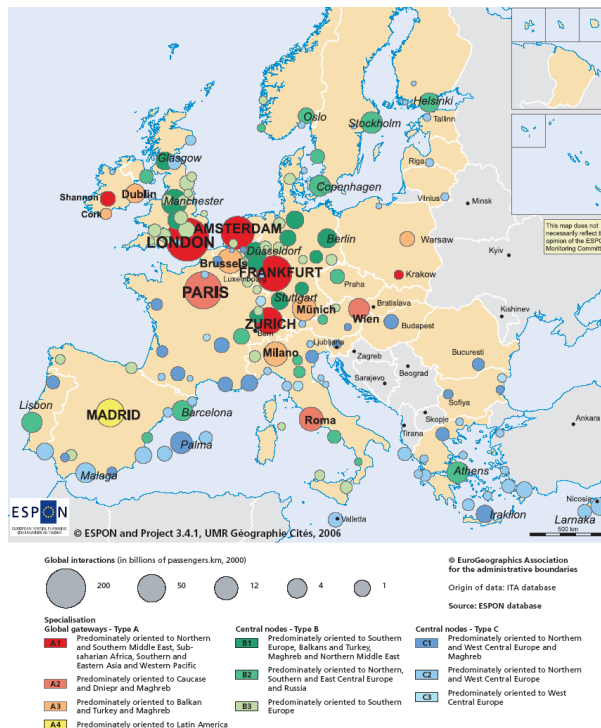 Helsinki
Oslo
Stockholm
Tallinn
Glasgow
Riga
Shannon
Dublin
Copenhagen
Vilnius
Minsk
Cork
Manchester
AMSTERDAM
LONDON
Düsseldorf
Berlin
Warsaw
This map does not
necessarily reflect the
opinion of the ESPON
Monitoring Committee
Brussels
FRANKFURT
Kyiv
Luxembourg
Praha
Krakow
PARIS
Stuttgart
Münich
Bratislava
Wien
Kishinev
ZURICH
Bern
Budapest
Milano
Ljubljana
Zagreb
Bucuresti
Beograd
Sarajevo
Lisbon
MADRID
Barcelona
Roma
Sofiya
Skopje
Tirana
Ankara
Palma
Malaga
Athens
ESPON
EUROPEAN SPATIAL PLANNING
OBSERVATION NETWORK
Valletta
Iraklion
Nicosia
Larnaka
© ESPON and Project 3.4.1, UMR Géographie Cités, 2006
500 km
Global interactions (in billions of passengers.km, 2000)
200 50 12 4 1
© EuroGeographics Association
for the administrative boundaries
Origin of data: ITA database
Source: ESPON database
Specialisation
Global gateways - Type A
A1 Predominately oriented to Northern
and Southern Middle East, Sub-
saharian Africa, Southern and
Eastern Asia and Western Pacific
A2 Predominately oriented to Caucase
and Dniepr and Maghreb
A3 Predominately oriented to Balkan
and Turkey and Maghreb
A4 Predominately oriented to Latin America
Central nodes - Type B
B1 Predominately oriented to Southern
Europe, Balkans and Turkey,
Maghreb and Northern Middle East
B2 Predominately oriented to Northern,
Southern and East Central Europe
and Russia
B3 Predominately oriented to Southern
Europe
Central nodes - Type C
C1 Predominately oriented to Northern
and West Central Europe and
Maghreb
C2 Predominately oriented to Northern
and West Central Europe
C3 Predominately oriented to West
Central Europe